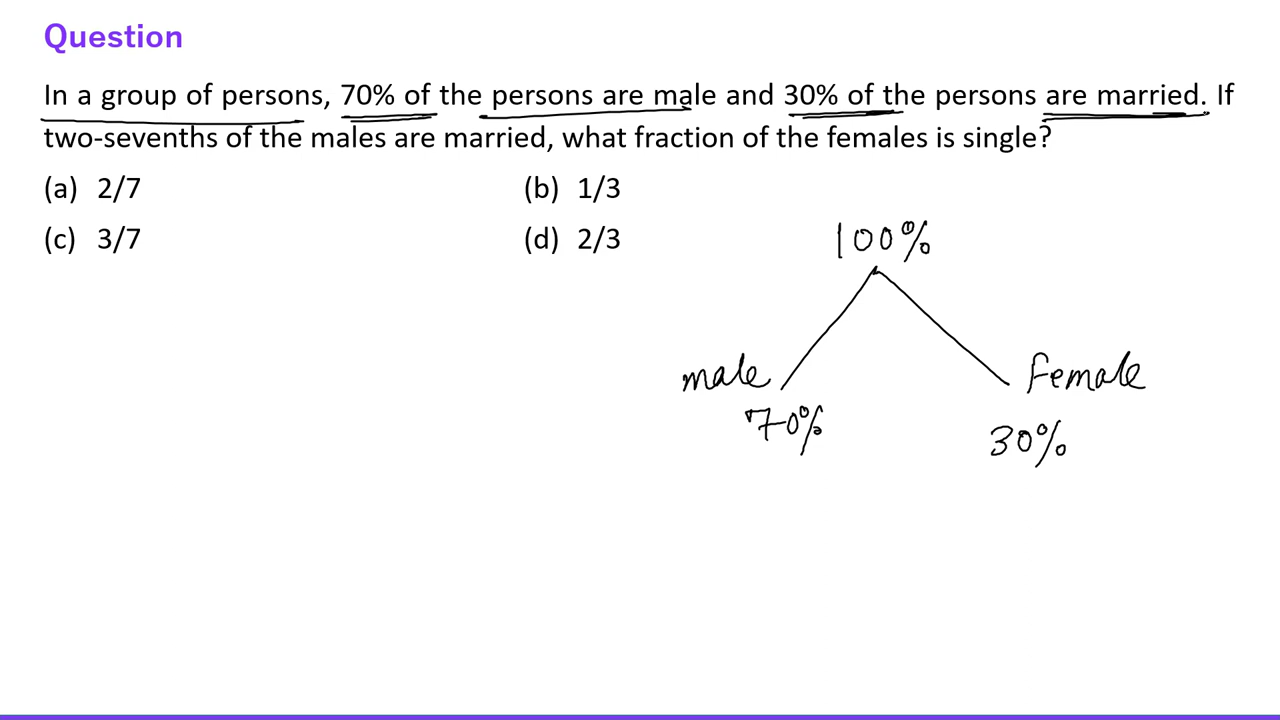 Question
In a group of persons, 70% of the persons are male and 30% of the persons are married. If
two-sevenths of the males are married, what fraction of the females is single?
(a) 2/7 (b) 1/3
(c) 3/7 (d) 2/3
100%
male Female
70% 30%